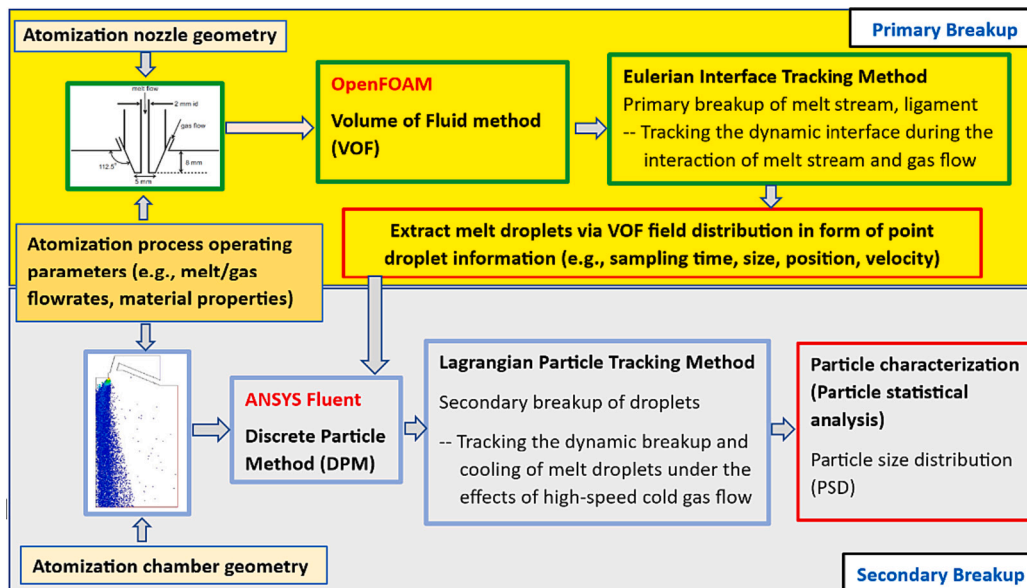 Primary Breakup
Atomization nozzle geometry
melt flow
2 mm id
gas flow
112.5°
8 mm
5 mm
OpenFOAM
Volume of Fluid method
(VOF)
Eulerian Interface Tracking Method
Primary breakup of melt stream, ligament
-- Tracking the dynamic interface during the
interaction of melt stream and gas flow
Extract melt droplets via VOF field distribution in form of point
droplet information (e.g., sampling time, size, position, velocity)
Atomization process operating
parameters (e.g., melt/gas
flowrates, material properties)
ANSYS Fluent
Discrete Particle
Method (DPM)
Lagrangian Particle Tracking Method
Secondary breakup of droplets
-- Tracking the dynamic breakup and
cooling of melt droplets under the
effects of high-speed cold gas flow
Particle characterization
(Particle statistical
analysis)
Particle size distribution
(PSD)
Atomization chamber geometry
Secondary Breakup